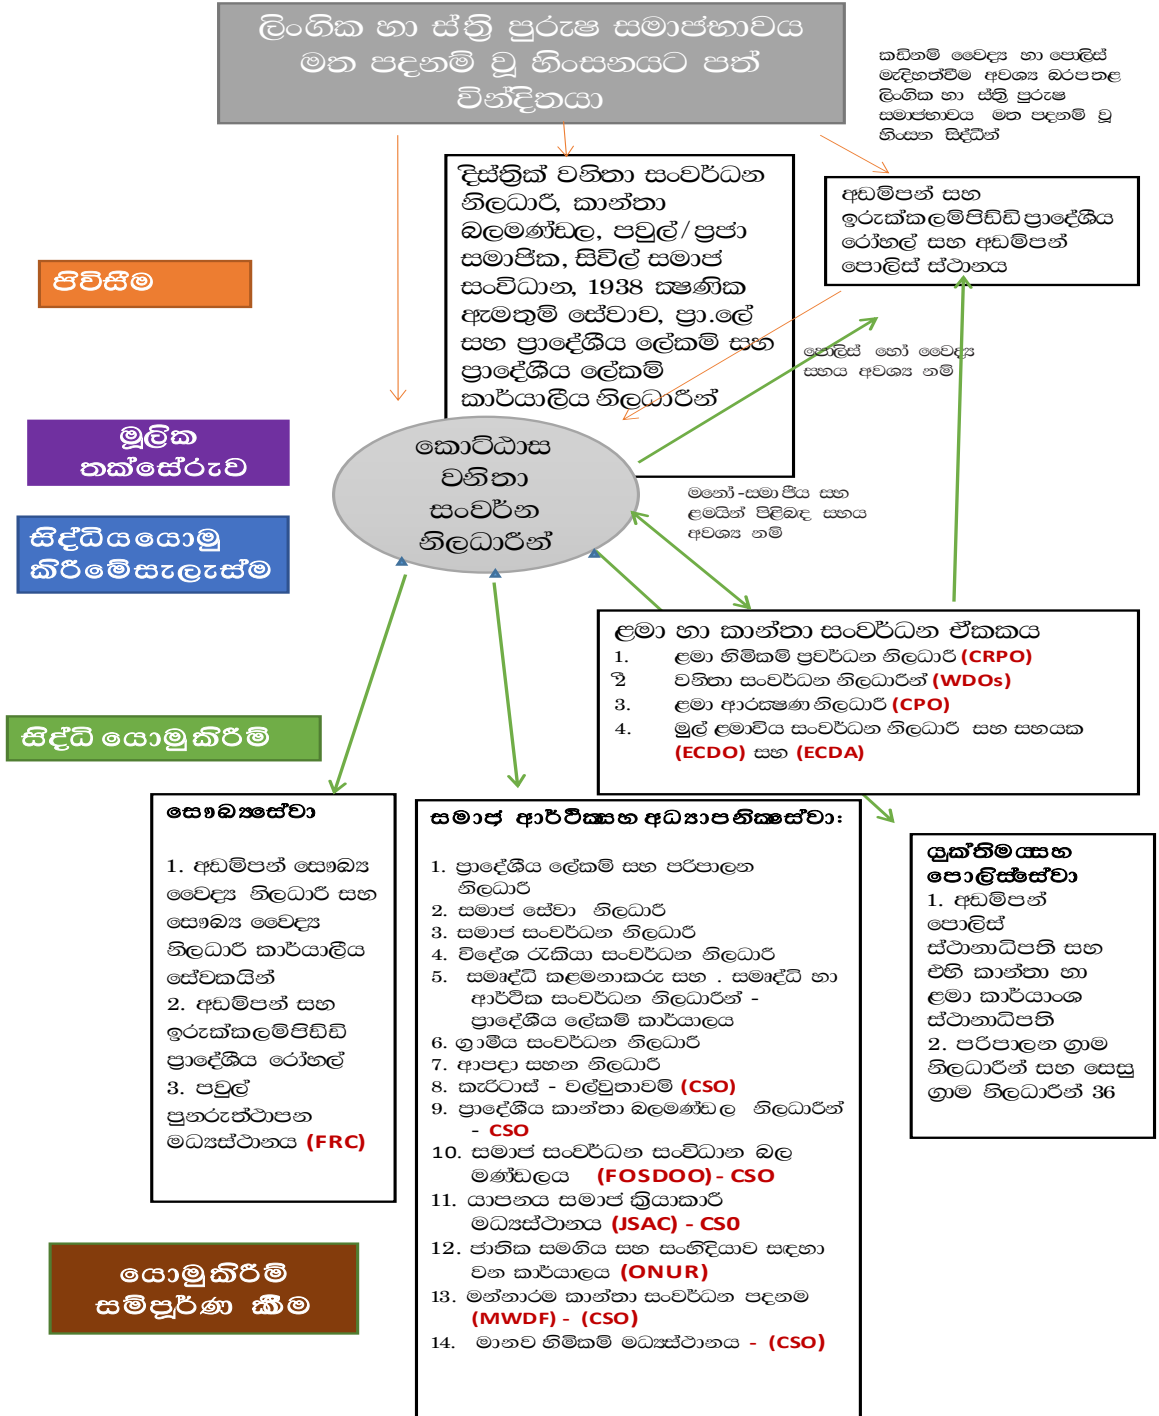 ලිංගික හා ස්ත්‍රී පුරුෂ සමාජභාවය
මත පදනම් වූ හිංසනයට පත්
වින්දිතයා
කඩිනම් වෛද්‍ය හා පොලිස්
මැදිහත්වීම අවශ්‍ය බරපතළ
ලිංගික හා ස්ත්‍රී පුරුෂ
සමාජභාවය මත පදනම් වූ
හිංසන සිද්ධීන්
දිස්ත්‍රික් වනිතා සංවර්ධන
නිලධාරී, කාන්තා
බලමණ්ඩල, පවුල්/ප්‍රජා
සමාජික, සිවිල් සමාජ
සංවිධාන, 1938 ක්‍ෂණික
ඇමතුම් සේවාව, ප්‍රා.ලේ
සහ ප්‍රාදේශීය ලේකම් සහ
ප්‍රාදේශීය ලේකම්
කාර්යාලීය නිලධාරීන්
අඩම්පන් සහ
ඉරුක්කලම්පිඩ්ඩි ප්‍රාදේශීය
රෝහල් සහ අඩම්පන්
පොලිස් ස්ථානය
පිවිසීම
පොලිස් හෝ වෛද්‍ය
සහය අවශ්‍ය නම්
මූලික
තක්සේරුව
කොට්ඨාස
වනිතා
සංවර්න
නිලධාරීන්
මනෝ-සමාජීය සහ
ළමයින් පිළිබඳ සහය
අවශ්‍ය නම්
සිද්ධිය යොමු
කිරීමේ සැලැස්ම
ළමා හා කාන්තා සංවර්ධන ඒකකය
1. ළමා හිමිකම් ප්‍රවර්ධන නිලධාරී (CRPO)
2 වනිතා සංවර්ධන නිලධාරීන් (WDOs)
3. ළමා ආරක්‍ෂණ නිලධාරී (CPO)
4. මුල් ළමාවිය සංවර්ධන නිලධාරී සහ සහයක
(ECDO) සහ (ECDA)
සිද්ධි යොමුකිරීම්
සෞඛ්‍ය සේවා
1. අඩම්පන් සෞඛ්‍ය
වෛද්‍ය නිලධාරී සහ
සෞඛ්‍ය වෛද්‍ය
නිලධාරී කාර්යාලීය
සේවකයින්
2. අඩම්පන් සහ
ඉරුක්කලම්පිඩ්ඩි
ප්‍රාදේශීය රෝහල්
3. පවුල්
පුනරුත්ථාපන
මධ්‍යස්ථානය (FRC)
සමාජ, ආර්ථික සහ අධ්‍යාපනික සේවා:
1. ප්‍රාදේශීය ලේකම් සහ පරිපාලන
නිලධාරී
2. සමාජ සේවා නිලධාරී
3. සමාජ සංවර්ධන නිලධාරී
4. විදේශ රැකියා සංවර්ධන නිලධාරී
5. සමෘද්ධි කළමනාකරු සහ . සමෘද්ධි හා
ආර්ථික සංවර්ධන නිලධාරීන් -
ප්‍රාදේශීය ලේකම් කාර්යාලය
6. ග්‍රාමීය සංවර්ධන නිලධාරී
7. ආපදා සහන නිලධාරී
8. කැරිටාස් - වල්වුතාවම් (CSO)
9. ප්‍රාදේශීය කාන්තා බලමණ්ඩල නිලධාරීන්
- CSO
10. සමාජ සංවර්ධන සංවිධාන බල
මණ්ඩලය (FOSDOO) - CSO
11. යාපනය සමාජ ක්‍රියාකාරී
මධ්‍යස්ථානය (JSAC) - CS0
12. ජාතික සමගිය සහ සංහිදියාව සඳහා
වන කාර්යාලය (ONUR)
13. මන්නාරම කාන්තා සංවර්ධන පදනම
(MWDF) - (CSO)
14. මානව හිමිකම් මධ්‍යස්ථානය - (CSO)
යුක්තිමය සහ
පොලිස් සේවා
1. අඩම්පන්
පොලිස්
ස්ථානාධිපති සහ
එහි කාන්තා හා
ළමා කාර්යාංශ
ස්ථානාධිපති
2. පරිපාලන ග්‍රාම
නිලධාරීන් සහ සෙසු
ග්‍රාම නිලධාරීන් 36
යොමුකිරීම්
සම්පූර්ණ කිරීම